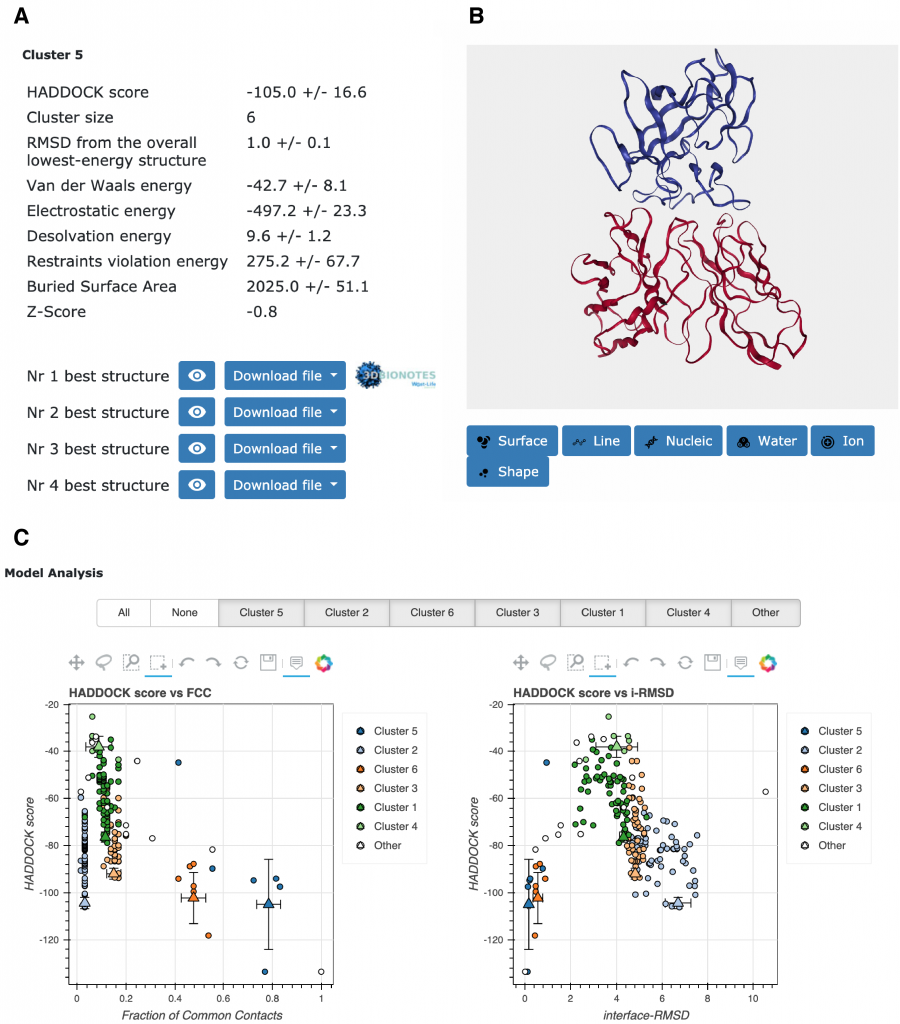 A
Cluster 5
HADDOCK score -105.0 +/- 16.6
Cluster size 6
RMSD from the overall 1.0 +/- 0.1
lowest-energy structure
Van der Waals energy -42.7 +/- 8.1
Electrostatic energy -497.2 +/- 23.3
Desolvation energy 9.6 +/- 1.2
Restraints violation energy 275.2 +/- 67.7
Buried Surface Area 2025.0 +/- 51.1
Z-Score -0.8
Nr 1 best structure Download file 3DBIONOTES
West-Life
Nr 2 best structure Download file
Nr 3 best structure Download file
Nr 4 best structure Download file
B
Surface Line Nucleic Water Ion
Shape
C
Model Analysis
All None Cluster 5 Cluster 2 Cluster 6 Cluster 3 Cluster 1 Cluster 4 Other
HADDOCK score vs FCC
HADDOCK score
-20
-40
-60
-80
-100
-120
0 0.2 0.4 0.6 0.8 1
Fraction of Common Contacts
Cluster 5
Cluster 2
Cluster 6
Cluster 3
Cluster 1
Cluster 4
Other
HADDOCK score vs i-RMSD
HADDOCK score
-20
-40
-60
-80
-100
-120
0 2 4 6 8 10
interface-RMSD
Cluster 5
Cluster 2
Cluster 6
Cluster 3
Cluster 1
Cluster 4
Other